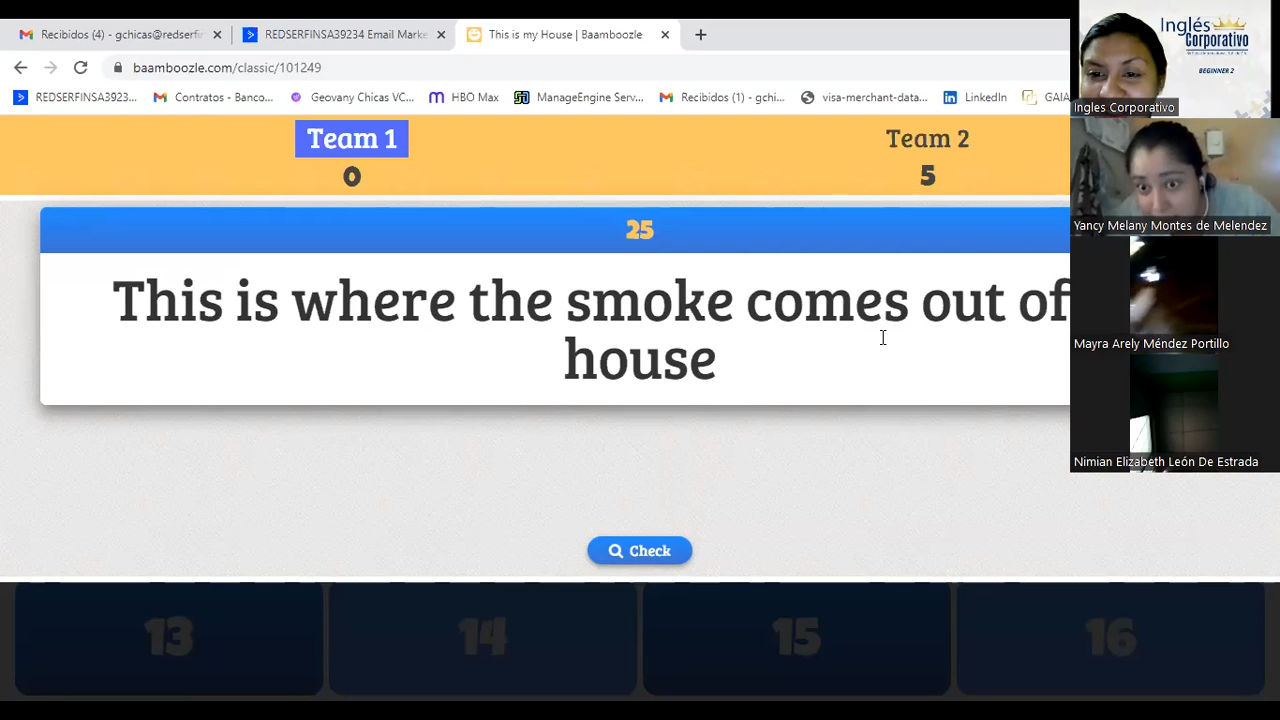 Recibidos (4) - gchicas@redserfin
REDSERFINSA39234 Email Marke
This is my House | Baamboozle
baamboozle.com/classic/101249
REDSERFINSA3923...
Contratos - Banco...
Geovany Chicas VC...
HBO Max
ManageEngine Serv...
Recibidos (1) - gchi...
visa-merchant-data...
LinkedIn
GAIA
Team 1
0
Team 2
5
25
This is where the smoke comes out of
house
Check
13
14
15
16
Inglés
Corporativo
BEGINNER 2
Ingles Corporativo
Yancy Melany Montes de Melendez
Mayra Arely Méndez Portillo
Nimian Elizabeth León De Estrada